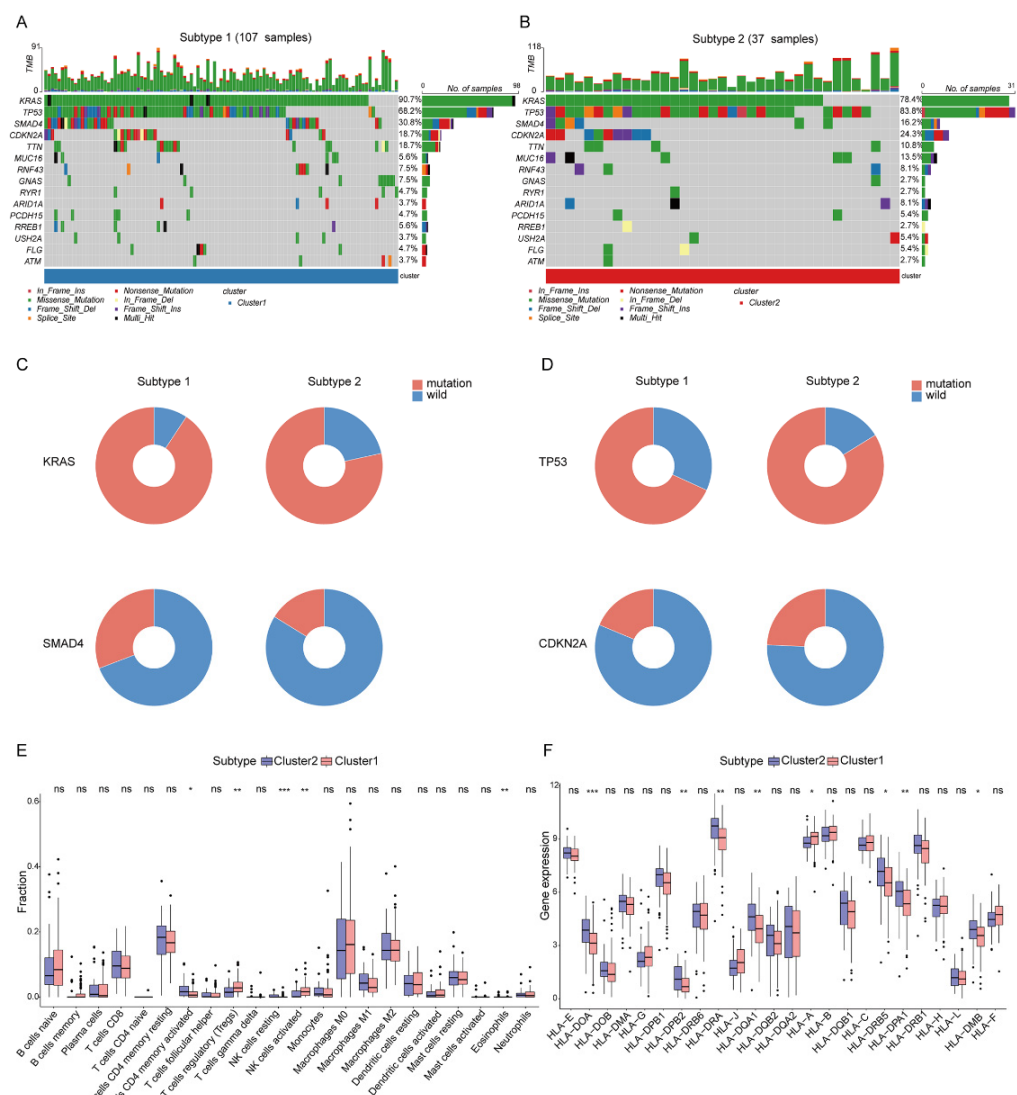 A
Subtype 1 (107 samples)
91
TMB
0
No. of samples
0 98
KRAS 90.7%
TP53 68.2%
SMAD4 30.8%
CDKN2A 18.7%
TTN 18.7%
MUC16 5.6%
RNF43 7.5%
GNAS 7.5%
RYR1 4.7%
ARID1A 3.7%
PCDH15 4.7%
RREB1 5.6%
USH2A 3.7%
FLG 4.7%
ATM 3.7%
cluster
In_Frame_Ins Nonsense_Mutation cluster
Missense_Mutation In_Frame_Del Cluster1
Frame_Shift_Del Frame_Shift_Ins
Splice_Site Multi_Hit
B
Subtype 2 (37 samples)
118
TMB
0
No. of samples
0 31
KRAS 78.4%
TP53 83.8%
SMAD4 16.2%
CDKN2A 24.3%
TTN 10.8%
MUC16 13.5%
RNF43 8.1%
GNAS 2.7%
RYR1 2.7%
ARID1A 8.1%
PCDH15 5.4%
RREB1 2.7%
USH2A 5.4%
FLG 5.4%
ATM 2.7%
cluster
In_Frame_Ins Nonsense_Mutation cluster
Missense_Mutation In_Frame_Del Cluster2
Frame_Shift_Del Frame_Shift_Ins
Splice_Site Multi_Hit
C
Subtype 1 Subtype 2
mutation
wild
KRAS
SMAD4
D
Subtype 1 Subtype 2
mutation
wild
TP53
CDKN2A
E
Subtype Cluster2 Cluster1
ns ns ns ns ns ns * ns ** ns *** ** ns ns ns ns ns ns ns ns ** ns
Fraction
0.6
0.4
0.2
0.0
B cells naive
B cells memory
Plasma cells
T cells CD8
T cells CD4 naive
cells CD4 memory resting
cells CD4 memory activated
T cells follicular helper
T cells regulatory (Tregs)
T cells gamma delta
NK cells resting
NK cells activated
Monocytes
Macrophages M0
Macrophages M1
Macrophages M2
Dendritic cells resting
Dendritic cells activated
Mast cells resting
Mast cells activated
Eosinophils
Neutrophils
F
Subtype Cluster2 Cluster1
ns *** ns ns ns ns ** ns ** ns ** ns ns * ns ns ns * ** ns ns ns * ns
Gene expression
12
9
6
3
0
HLA-E
HLA-DOA
HLA-DOB
HLA-DMA
HLA-G
HLA-DPB1
HLA-DRB2
HLA-DRB6
HLA-DRA
HLA-J
HLA-DQA1
HLA-DQB2
HLA-DQA2
HLA-A
HLA-B
HLA-DQB1
HLA-C
HLA-DRB5
HLA-DPA1
HLA-DRB1
HLA-H
HLA-L
HLA-DMB
HLA-F